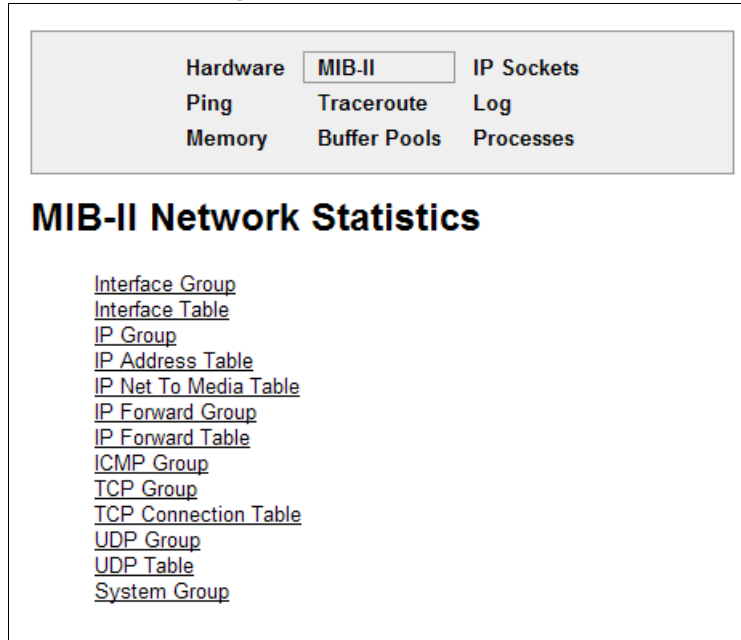 Hardware MIB-II IP Sockets
Ping Traceroute Log
Memory Buffer Pools Processes
MIB-II Network Statistics
Interface Group
Interface Table
IP Group
IP Address Table
IP Net To Media Table
IP Forward Group
IP Forward Table
ICMP Group
TCP Group
TCP Connection Table
UDP Group
UDP Table
System Group